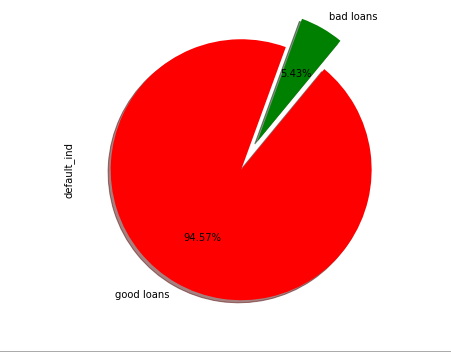 bad loans
5.43%
default_ind
94.57%
good loans